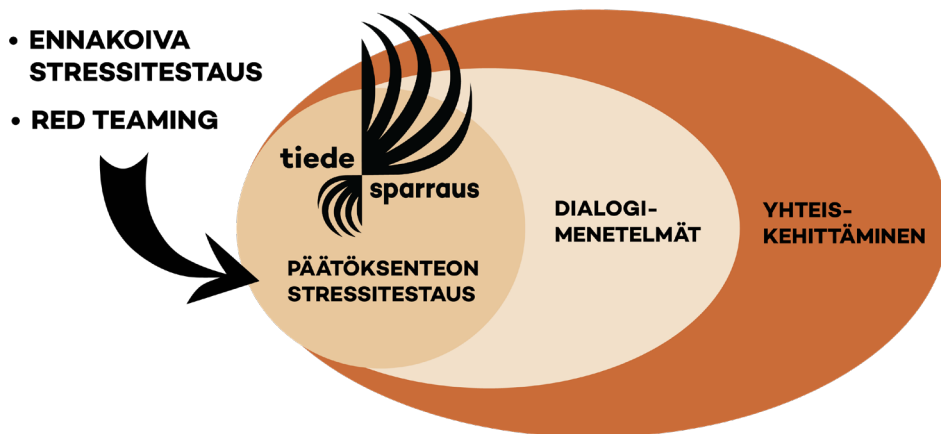 • ENNAKOIVA
STRESSITESTAUS
• RED TEAMING
tiede
sparraus
PÄÄTÖKSENTEON
STRESSITESTAUS
DIALOGI-
MENETELMÄT
YHTEIS-
KEHITTÄMINEN